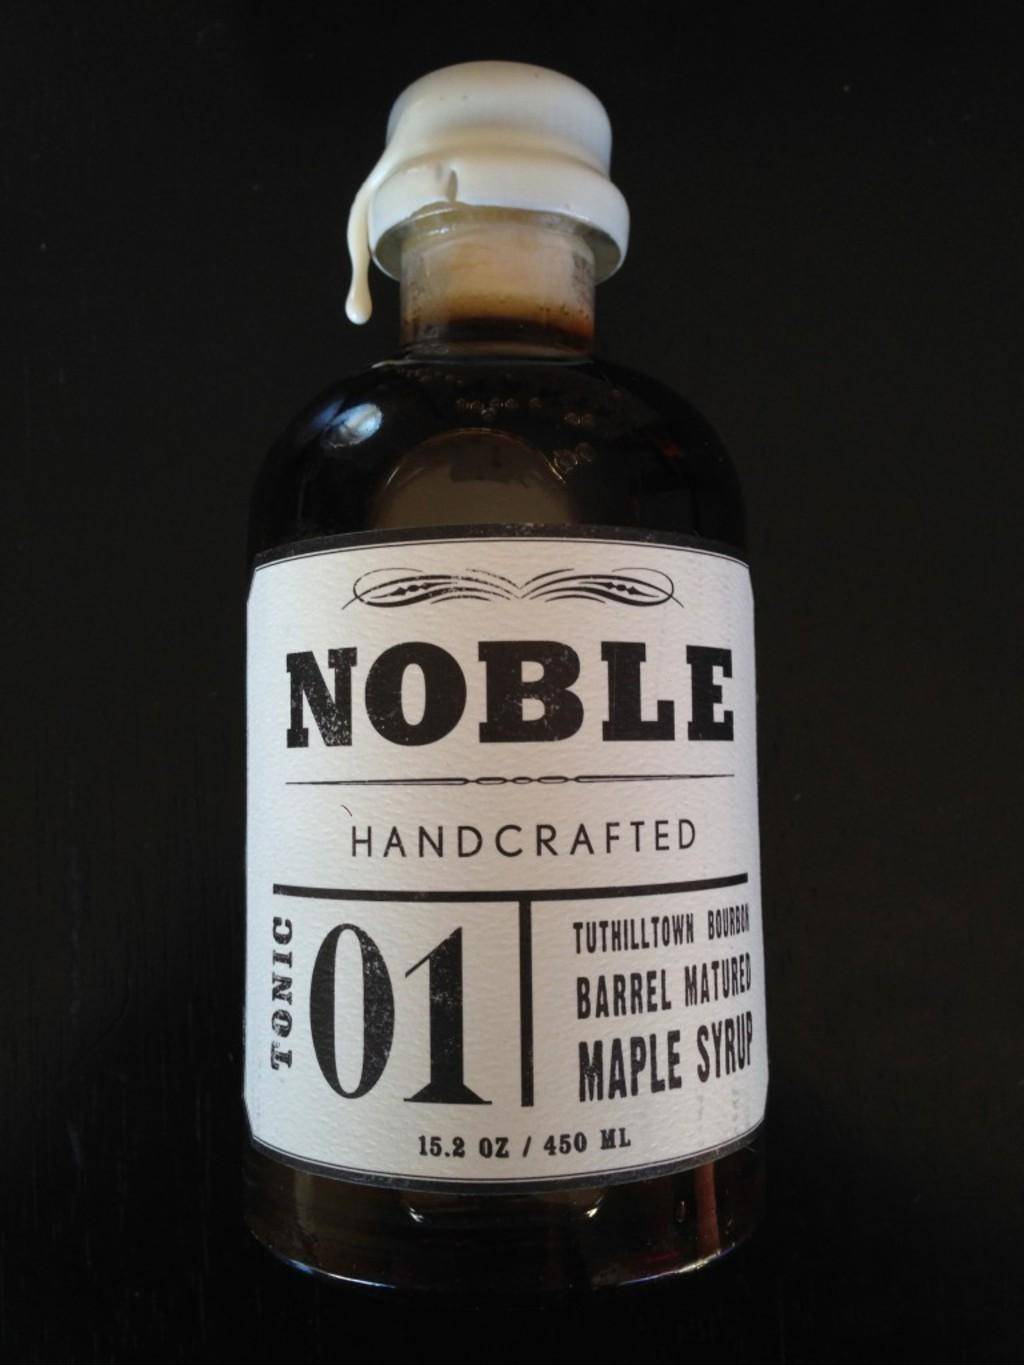 NOBLE
HANDCRAFTED
TONIC
01
TUTHILLTOWN BOURBON
BARREL MATURED
MAPLE SYRUP
15.2 OZ / 450 ML